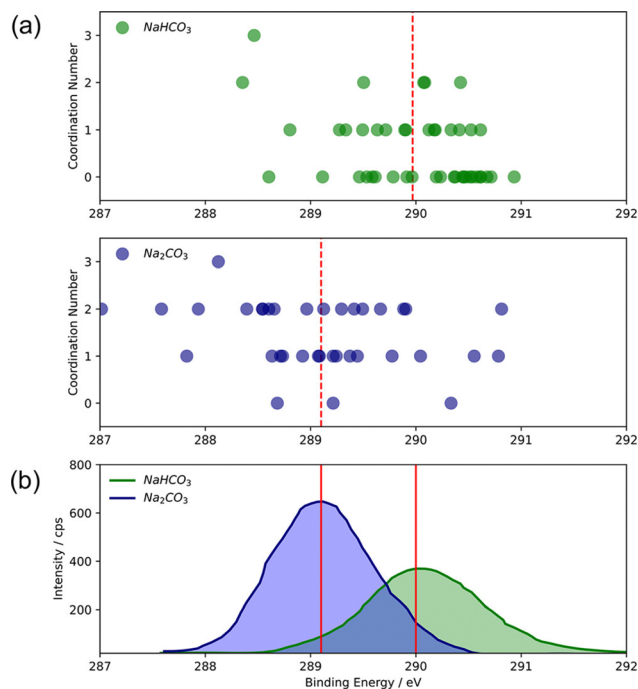 (a)
NaHCO₃
Coordination Number
3
2
1
0
287 288 289 290 291 292
Na₂CO₃
Coordination Number
3
2
1
0
287 288 289 290 291 292
(b)
NaHCO₃
Na₂CO₃
Intensity / cps
800
600
400
200
287 288 289 290 291 292
Binding Energy / eV